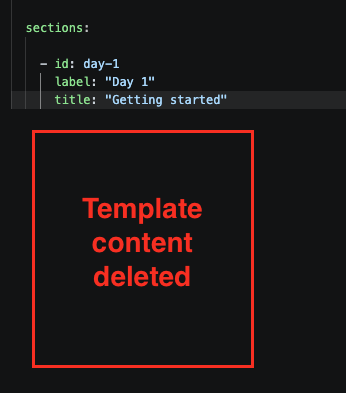 sections:
- id: day-1
label: "Day 1"
title: "Getting started"
Template
content
deleted